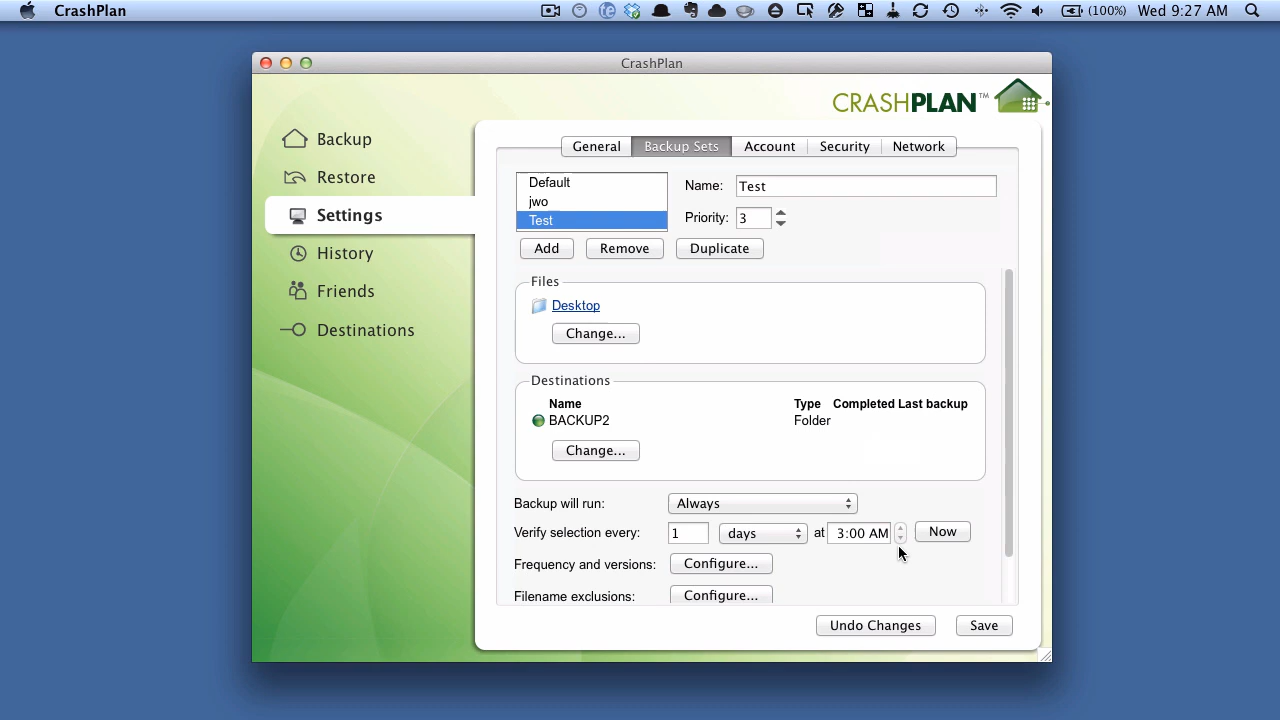 CrashPlan (100%) Wed 9:27 AM
CrashPlan
CRASHPLAN™
Backup
Restore
Settings
History
Friends
Destinations
General Backup Sets Account Security Network
Default
jwo
Test
Name: Test
Priority: 3
Add Remove Duplicate
Files
Desktop
Change...
Destinations
Name Type Completed Last backup
BACKUP2 Folder
Change...
Backup will run: Always
Verify selection every: 1 days at 3:00 AM Now
Frequency and versions: Configure...
Filename exclusions: Configure...
Undo Changes Save